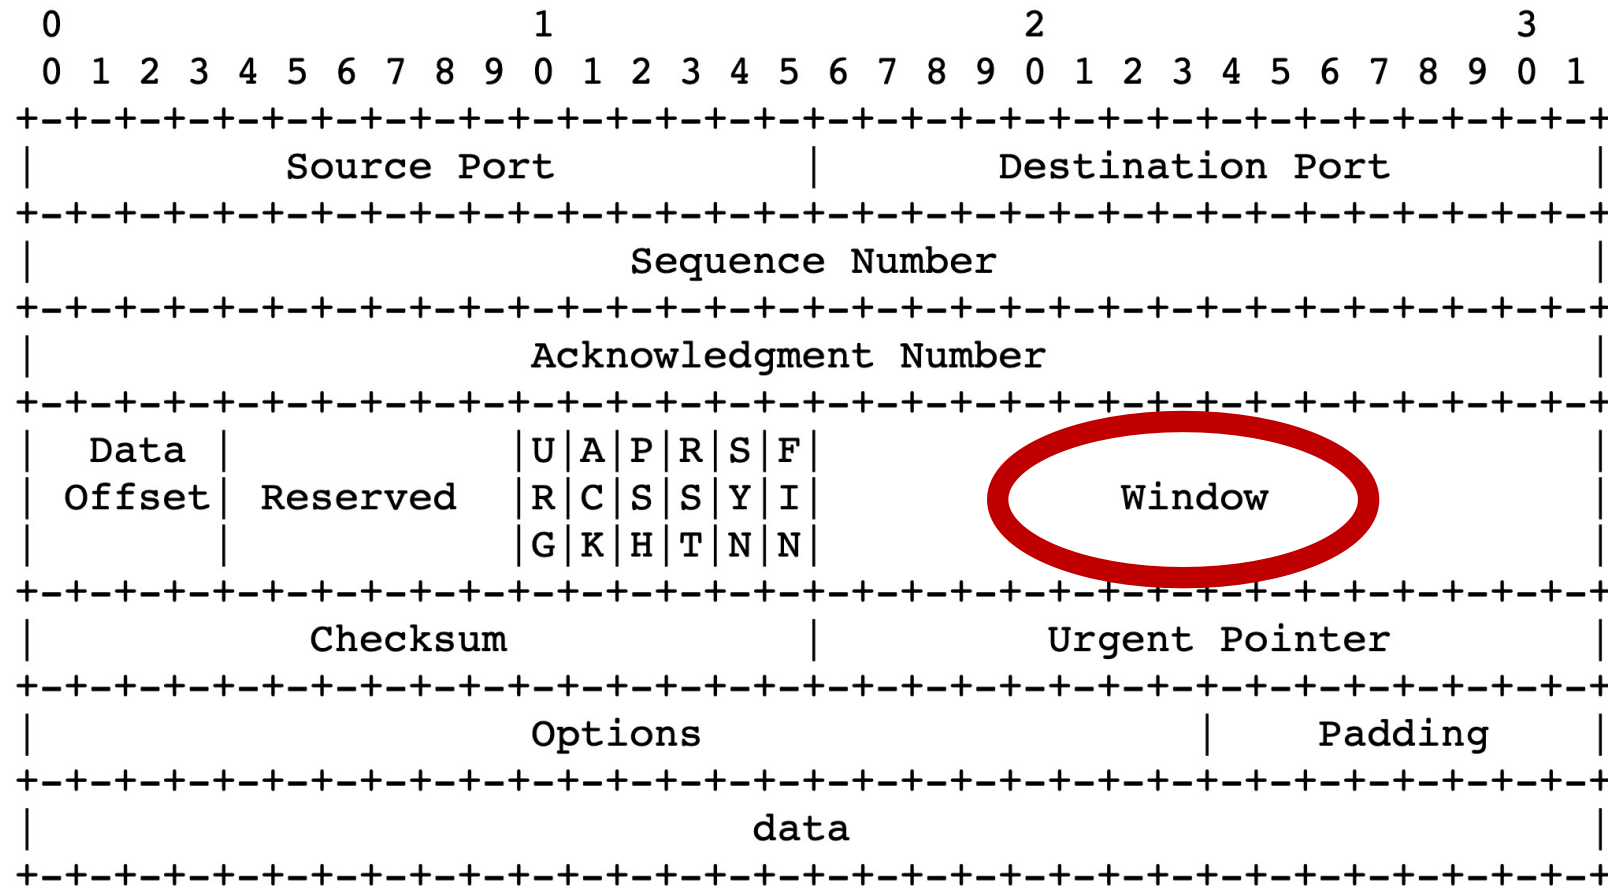 0                   1                   2                   3
 0 1 2 3 4 5 6 7 8 9 0 1 2 3 4 5 6 7 8 9 0 1 2 3 4 5 6 7 8 9 0 1
+-+-+-+-+-+-+-+-+-+-+-+-+-+-+-+-+-+-+-+-+-+-+-+-+-+-+-+-+-+-+-+-+
|          Source Port          |       Destination Port        |
+-+-+-+-+-+-+-+-+-+-+-+-+-+-+-+-+-+-+-+-+-+-+-+-+-+-+-+-+-+-+-+-+
|                        Sequence Number                        |
+-+-+-+-+-+-+-+-+-+-+-+-+-+-+-+-+-+-+-+-+-+-+-+-+-+-+-+-+-+-+-+-+
|                    Acknowledgment Number                      |
+-+-+-+-+-+-+-+-+-+-+-+-+-+-+-+-+-+-+-+-+-+-+-+-+-+-+-+-+-+-+-+-+
|  Data |           |U|A|P|R|S|F|                               |
| Offset| Reserved  |R|C|S|S|Y|I|            Window             |
|       |           |G|K|H|T|N|N|                               |
+-+-+-+-+-+-+-+-+-+-+-+-+-+-+-+-+-+-+-+-+-+-+-+-+-+-+-+-+-+-+-+-+
|           Checksum            |         Urgent Pointer        |
+-+-+-+-+-+-+-+-+-+-+-+-+-+-+-+-+-+-+-+-+-+-+-+-+-+-+-+-+-+-+-+-+
|                    Options                    |    Padding    |
+-+-+-+-+-+-+-+-+-+-+-+-+-+-+-+-+-+-+-+-+-+-+-+-+-+-+-+-+-+-+-+-+
|                             data                              |
+-+-+-+-+-+-+-+-+-+-+-+-+-+-+-+-+-+-+-+-+-+-+-+-+-+-+-+-+-+-+-+-+